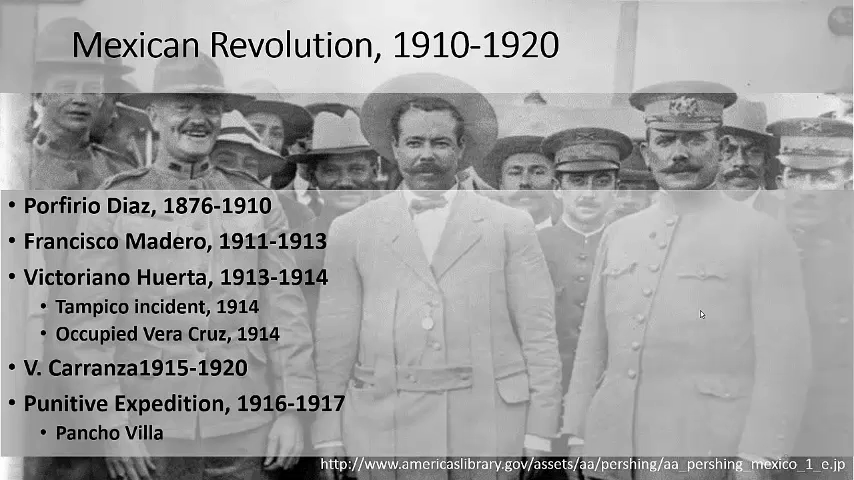 Mexican Revolution, 1910-1920
• Porfirio Diaz, 1876-1910
• Francisco Madero, 1911-1913
• Victoriano Huerta, 1913-1914
• Tampico incident, 1914
• Occupied Vera Cruz, 1914
• V. Carranza1915-1920
• Punitive Expedition, 1916-1917
• Pancho Villa
http://www.americaslibrary.gov/assets/aa/pershing/aa_pershing_mexico_1_e.jp